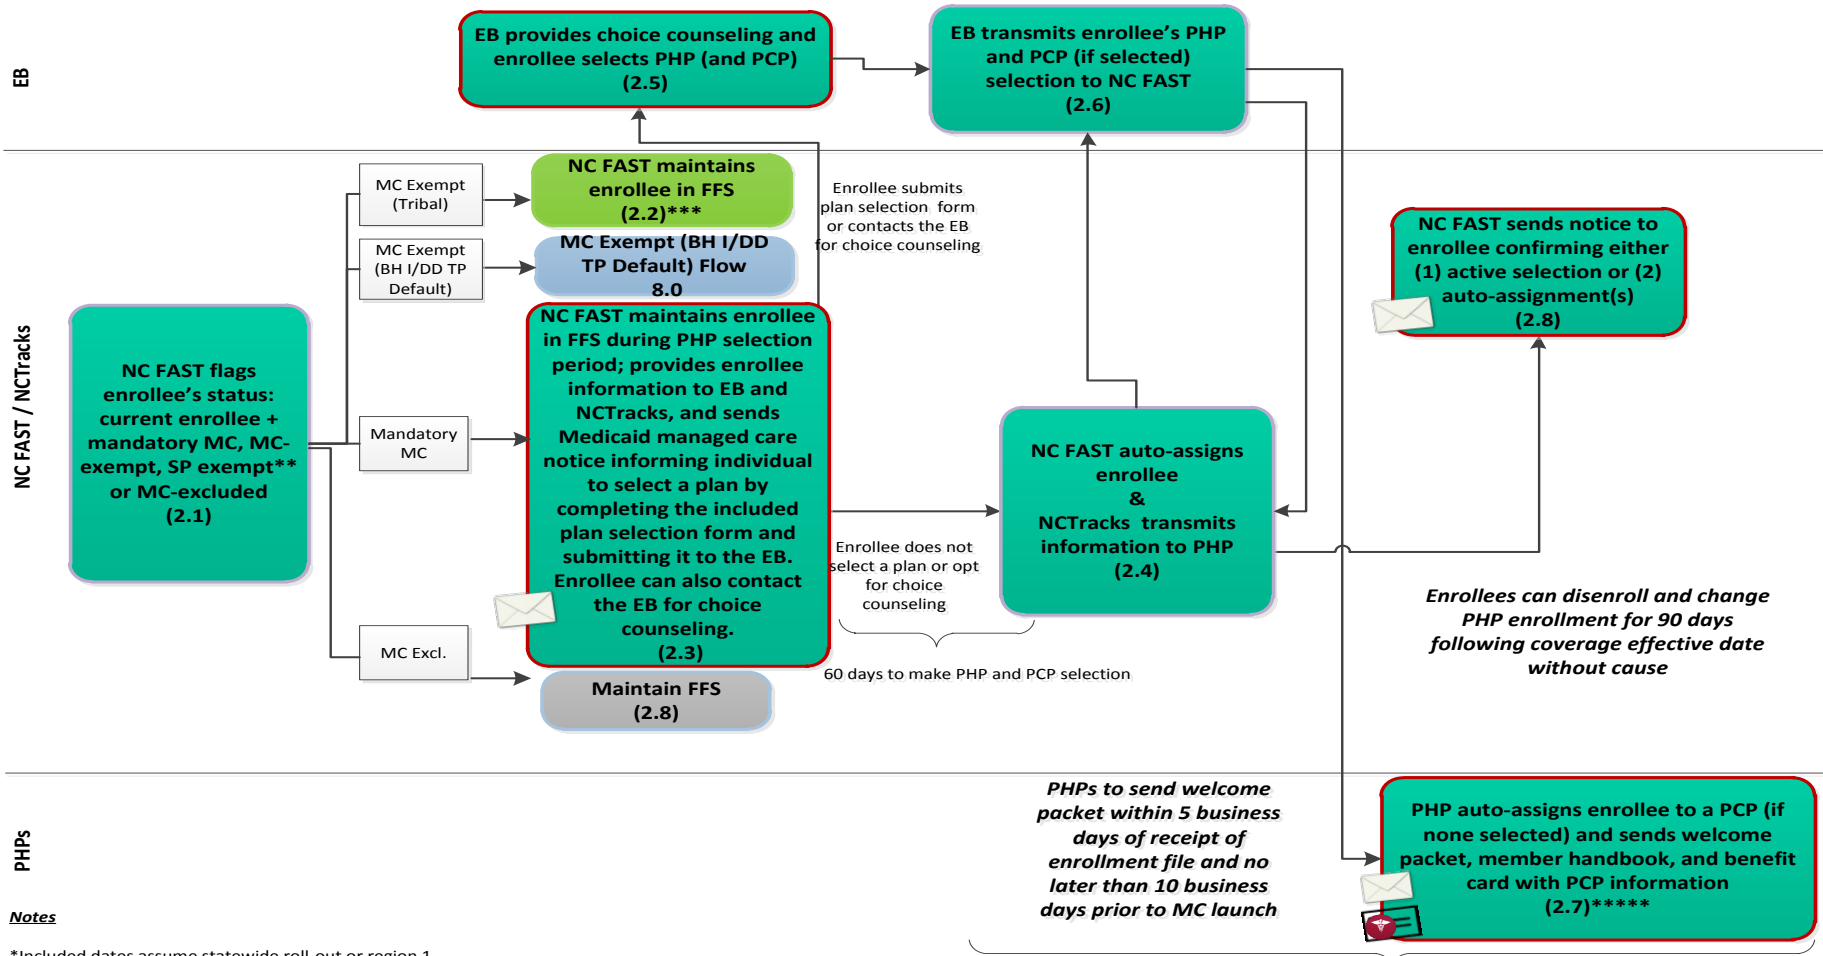 EB
EB provides choice counseling and
enrollee selects PHP (and PCP)
(2.5)
EB transmits enrollee's PHP
and PCP (if selected)
selection to NC FAST
(2.6)
NC FAST / NCTracks
NC FAST flags
enrollee's status:
current enrollee +
mandatory MC, MC-
exempt, SP exempt**
or MC-excluded
(2.1)
MC Exempt
(Tribal)
MC Exempt
(BH I/DD TP
Default)
Mandatory
MC
MC Excl.
NC FAST maintains
enrollee in FFS
(2.2)***
MC Exempt (BH I/DD
TP Default) Flow
8.0
NC FAST maintains enrollee
in FFS during PHP selection
period; provides enrollee
information to EB and
NCTracks, and sends
Medicaid managed care
notice informing individual
to select a plan by
completing the included
plan selection form and
submitting it to the EB.
Enrollee can also contact
the EB for choice
counseling.
(2.3)
Maintain FFS
(2.8)
Enrollee submits
plan selection form
or contacts the EB
for choice counseling
Enrollee does not
select a plan or opt
for choice
counseling
60 days to make PHP and PCP selection
NC FAST auto-assigns
enrollee
&
NCTracks transmits
information to PHP
(2.4)
NC FAST sends notice to
enrollee confirming either
(1) active selection or (2)
auto-assignment(s)
(2.8)
Enrollees can disenroll and change
PHP enrollment for 90 days
following coverage effective date
without cause
PHPs
PHPs to send welcome
packet within 5 business
days of receipt of
enrollment file and no
later than 10 business
days prior to MC launch
PHP auto-assigns enrollee to a PCP (if
none selected) and sends welcome
packet, member handbook, and benefit
card with PCP information
(2.7)*****
Notes
*Included dates assume statewide roll-out or region 1